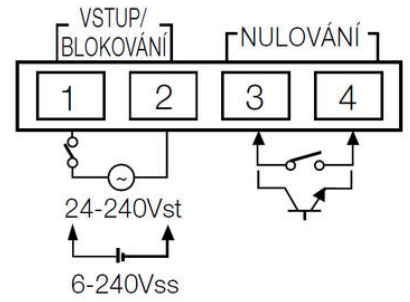 VSTUP/
BLOKOVÁNÍ
NULOVÁNÍ
1 2 3 4
~
24-240Vst
6-240Vss